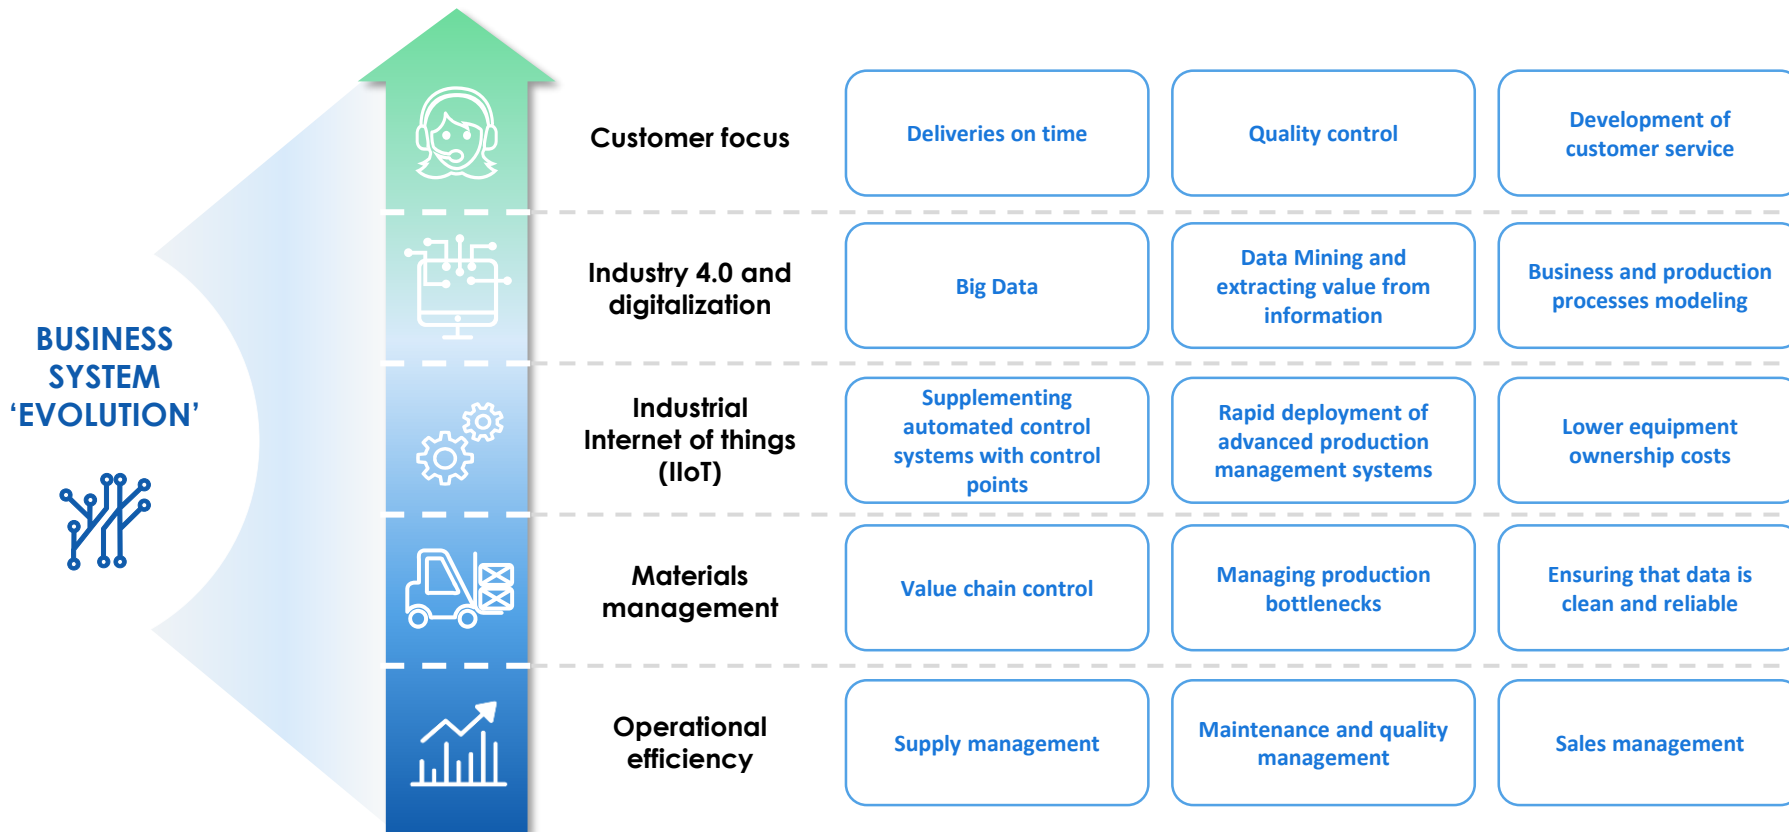 BUSINESS
SYSTEM
‘EVOLUTION’
Customer focus
Deliveries on time
Quality control
Development of
customer service
Industry 4.0 and
digitalization
Big Data
Data Mining and
extracting value from
information
Business and production
processes modeling
Industrial
Internet of things
(IIoT)
Supplementing
automated control
systems with control
points
Rapid deployment of
advanced production
management systems
Lower equipment
ownership costs
Materials
management
Value chain control
Managing production
bottlenecks
Ensuring that data is
clean and reliable
Operational
efficiency
Supply management
Maintenance and quality
management
Sales management